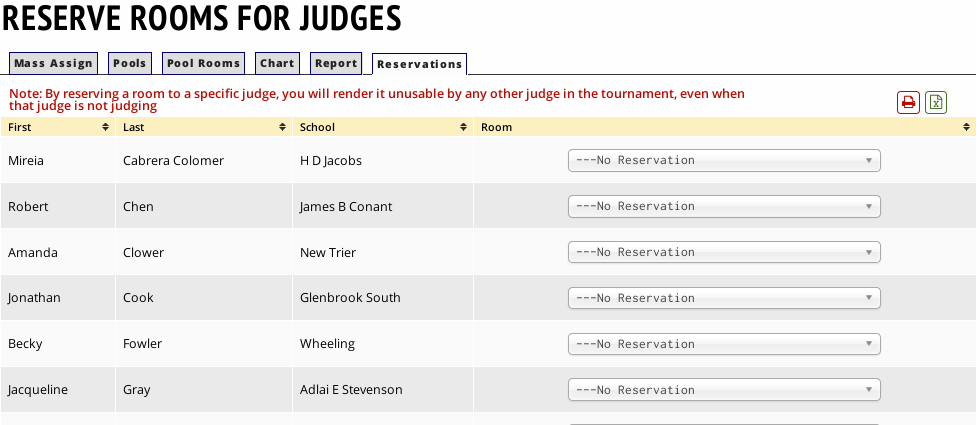 RESERVE ROOMS FOR JUDGES
Mass Assign Pools Pool Rooms Chart Report Reservations
Note: By reserving a room to a specific judge, you will render it unusable by any other judge in the tournament, even when
that judge is not judging
First Last School Room
Mireia Cabrera Colomer H D Jacobs ---No Reservation
Robert Chen James B Conant ---No Reservation
Amanda Clower New Trier ---No Reservation
Jonathan Cook Glenbrook South ---No Reservation
Becky Fowler Wheeling ---No Reservation
Jacqueline Gray Adlai E Stevenson ---No Reservation